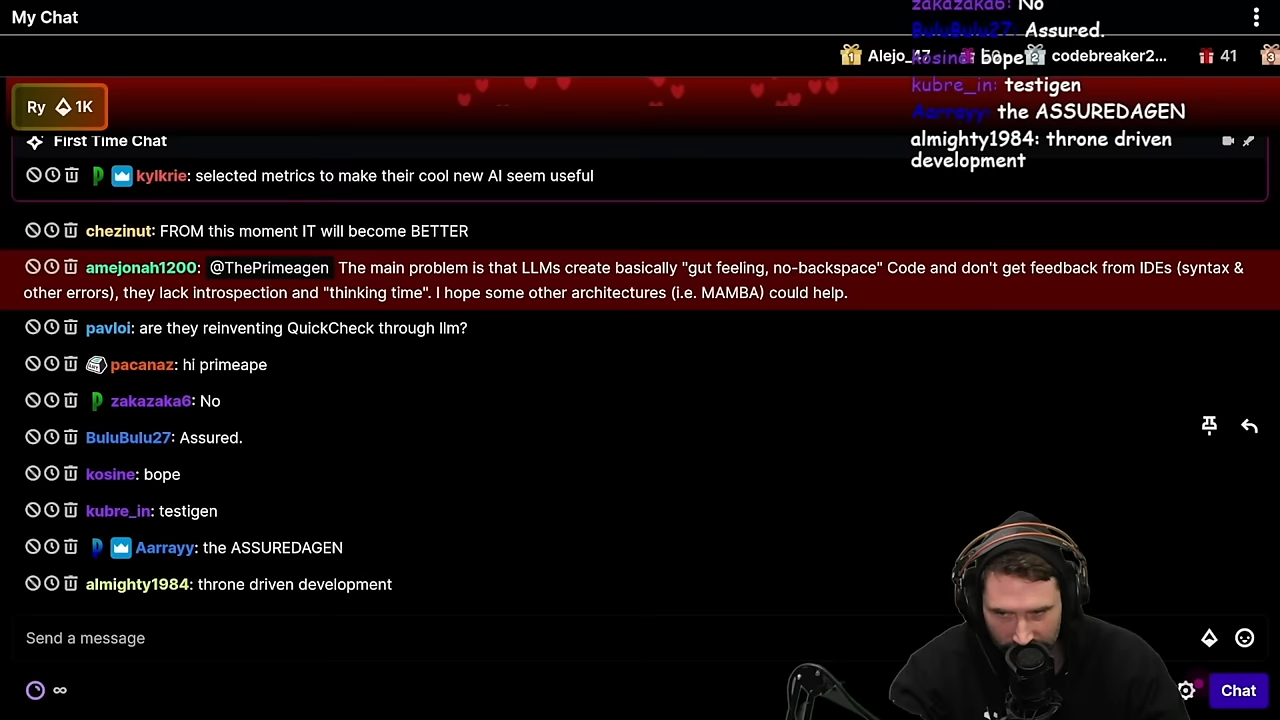 My Chat
zakazaka6: No
BuluBulu27: Assured.
Alejo_47
50
codebreaker2...
41
kosine: bope
kubre_in: testigen
Ry 1K
Aarrayy: the ASSUREDAGEN
almighty1984: throne driven
development
First Time Chat
kylkrie: selected metrics to make their cool new AI seem useful
chezinut: FROM this moment IT will become BETTER
amejonah1200: @ThePrimeagen The main problem is that LLMs create basically "gut feeling, no-backspace" Code and don't get feedback from IDEs (syntax &
other errors), they lack introspection and "thinking time". I hope some other architectures (i.e. MAMBA) could help.
pavloi: are they reinventing QuickCheck through llm?
pacanaz: hi primeape
zakazaka6: No
BuluBulu27: Assured.
kosine: bope
kubre_in: testigen
Aarrayy: the ASSUREDAGEN
almighty1984: throne driven development
Send a message
Chat